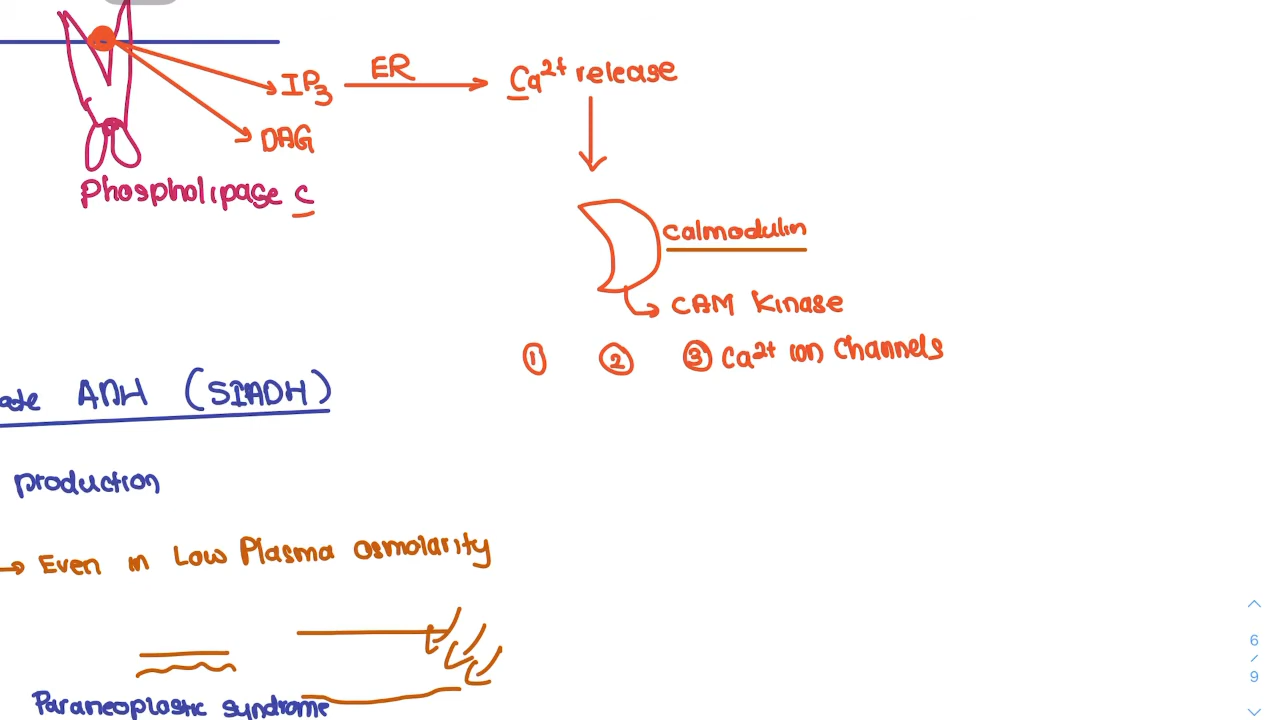 IP3 ER Ca2+ release
DAG
Phospholipase C
calmodulin
CAM Kinase
① ② ③ Ca2+ ion Channels
ADH (SIADH)
production
→ Even in Low Plasma osmolarity
Paraneoplastic syndrome
6
/
9